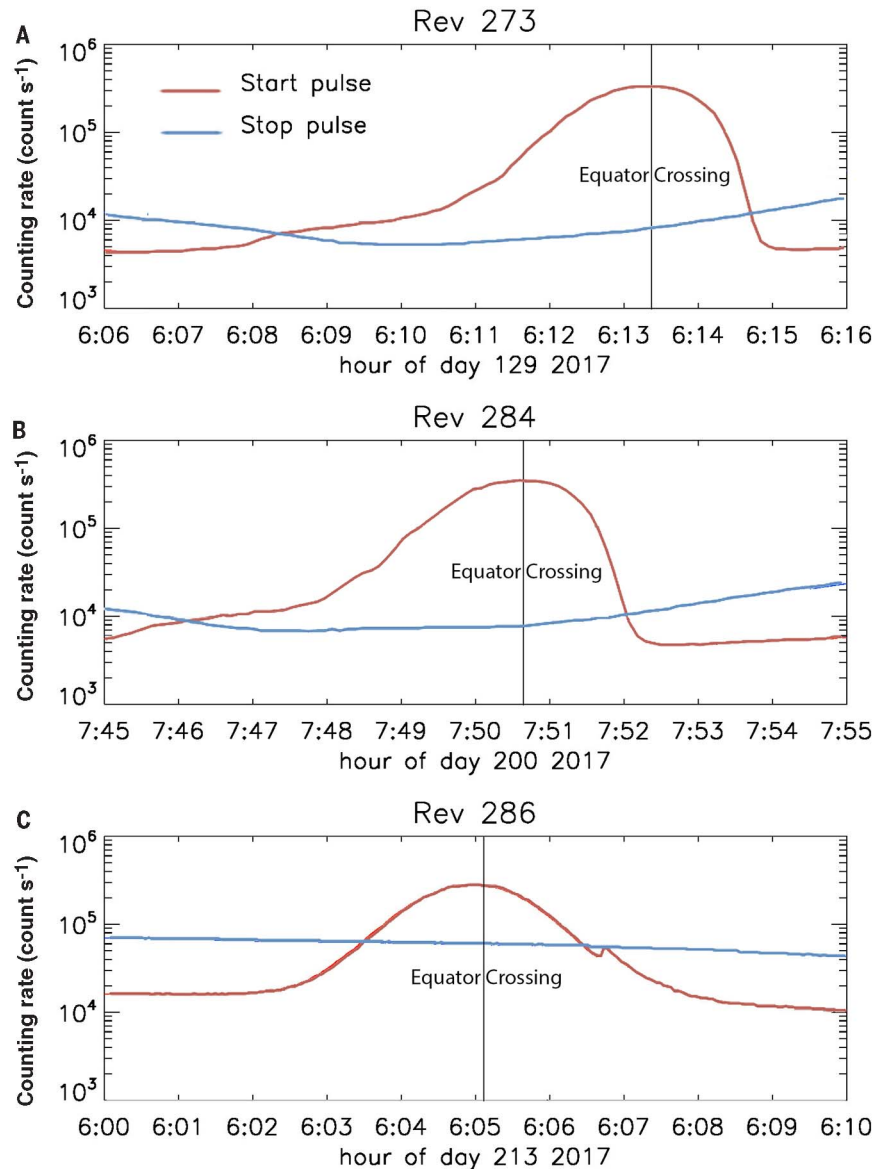 A
Rev 273
Counting rate (count s⁻¹)
10⁶
10⁵
10⁴
10³
Start pulse
Stop pulse
Equator Crossing
6:06 6:07 6:08 6:09 6:10 6:11 6:12 6:13 6:14 6:15 6:16
hour of day 129 2017
B
Rev 284
Counting rate (count s⁻¹)
10⁶
10⁵
10⁴
10³
Equator Crossing
7:45 7:46 7:47 7:48 7:49 7:50 7:51 7:52 7:53 7:54 7:55
hour of day 200 2017
C
Rev 286
Counting rate (count s⁻¹)
10⁶
10⁵
10⁴
10³
Equator Crossing
6:00 6:01 6:02 6:03 6:04 6:05 6:06 6:07 6:08 6:09 6:10
hour of day 213 2017